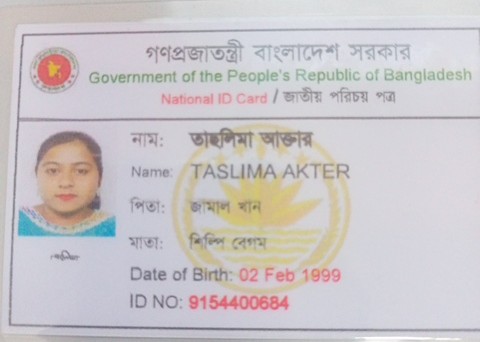 গণপ্রজাতন্ত্রী বাংলাদেশ সরকার
Government of the People's Republic of Bangladesh
National ID Card / জাতীয় পরিচয় পত্র
নাম: তাছলিমা আক্তার
Name: TASLIMA AKTER
পিতা: জামাল খান
মাতা: শিল্পি বেগম
Date of Birth: 02 Feb 1999
ID NO: 9154400684